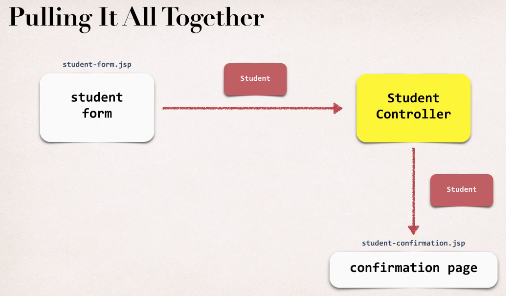 Pulling It All Together
student-form.jsp
student
form
Student
Student
Controller
Student
student-confirmation.jsp
confirmation page